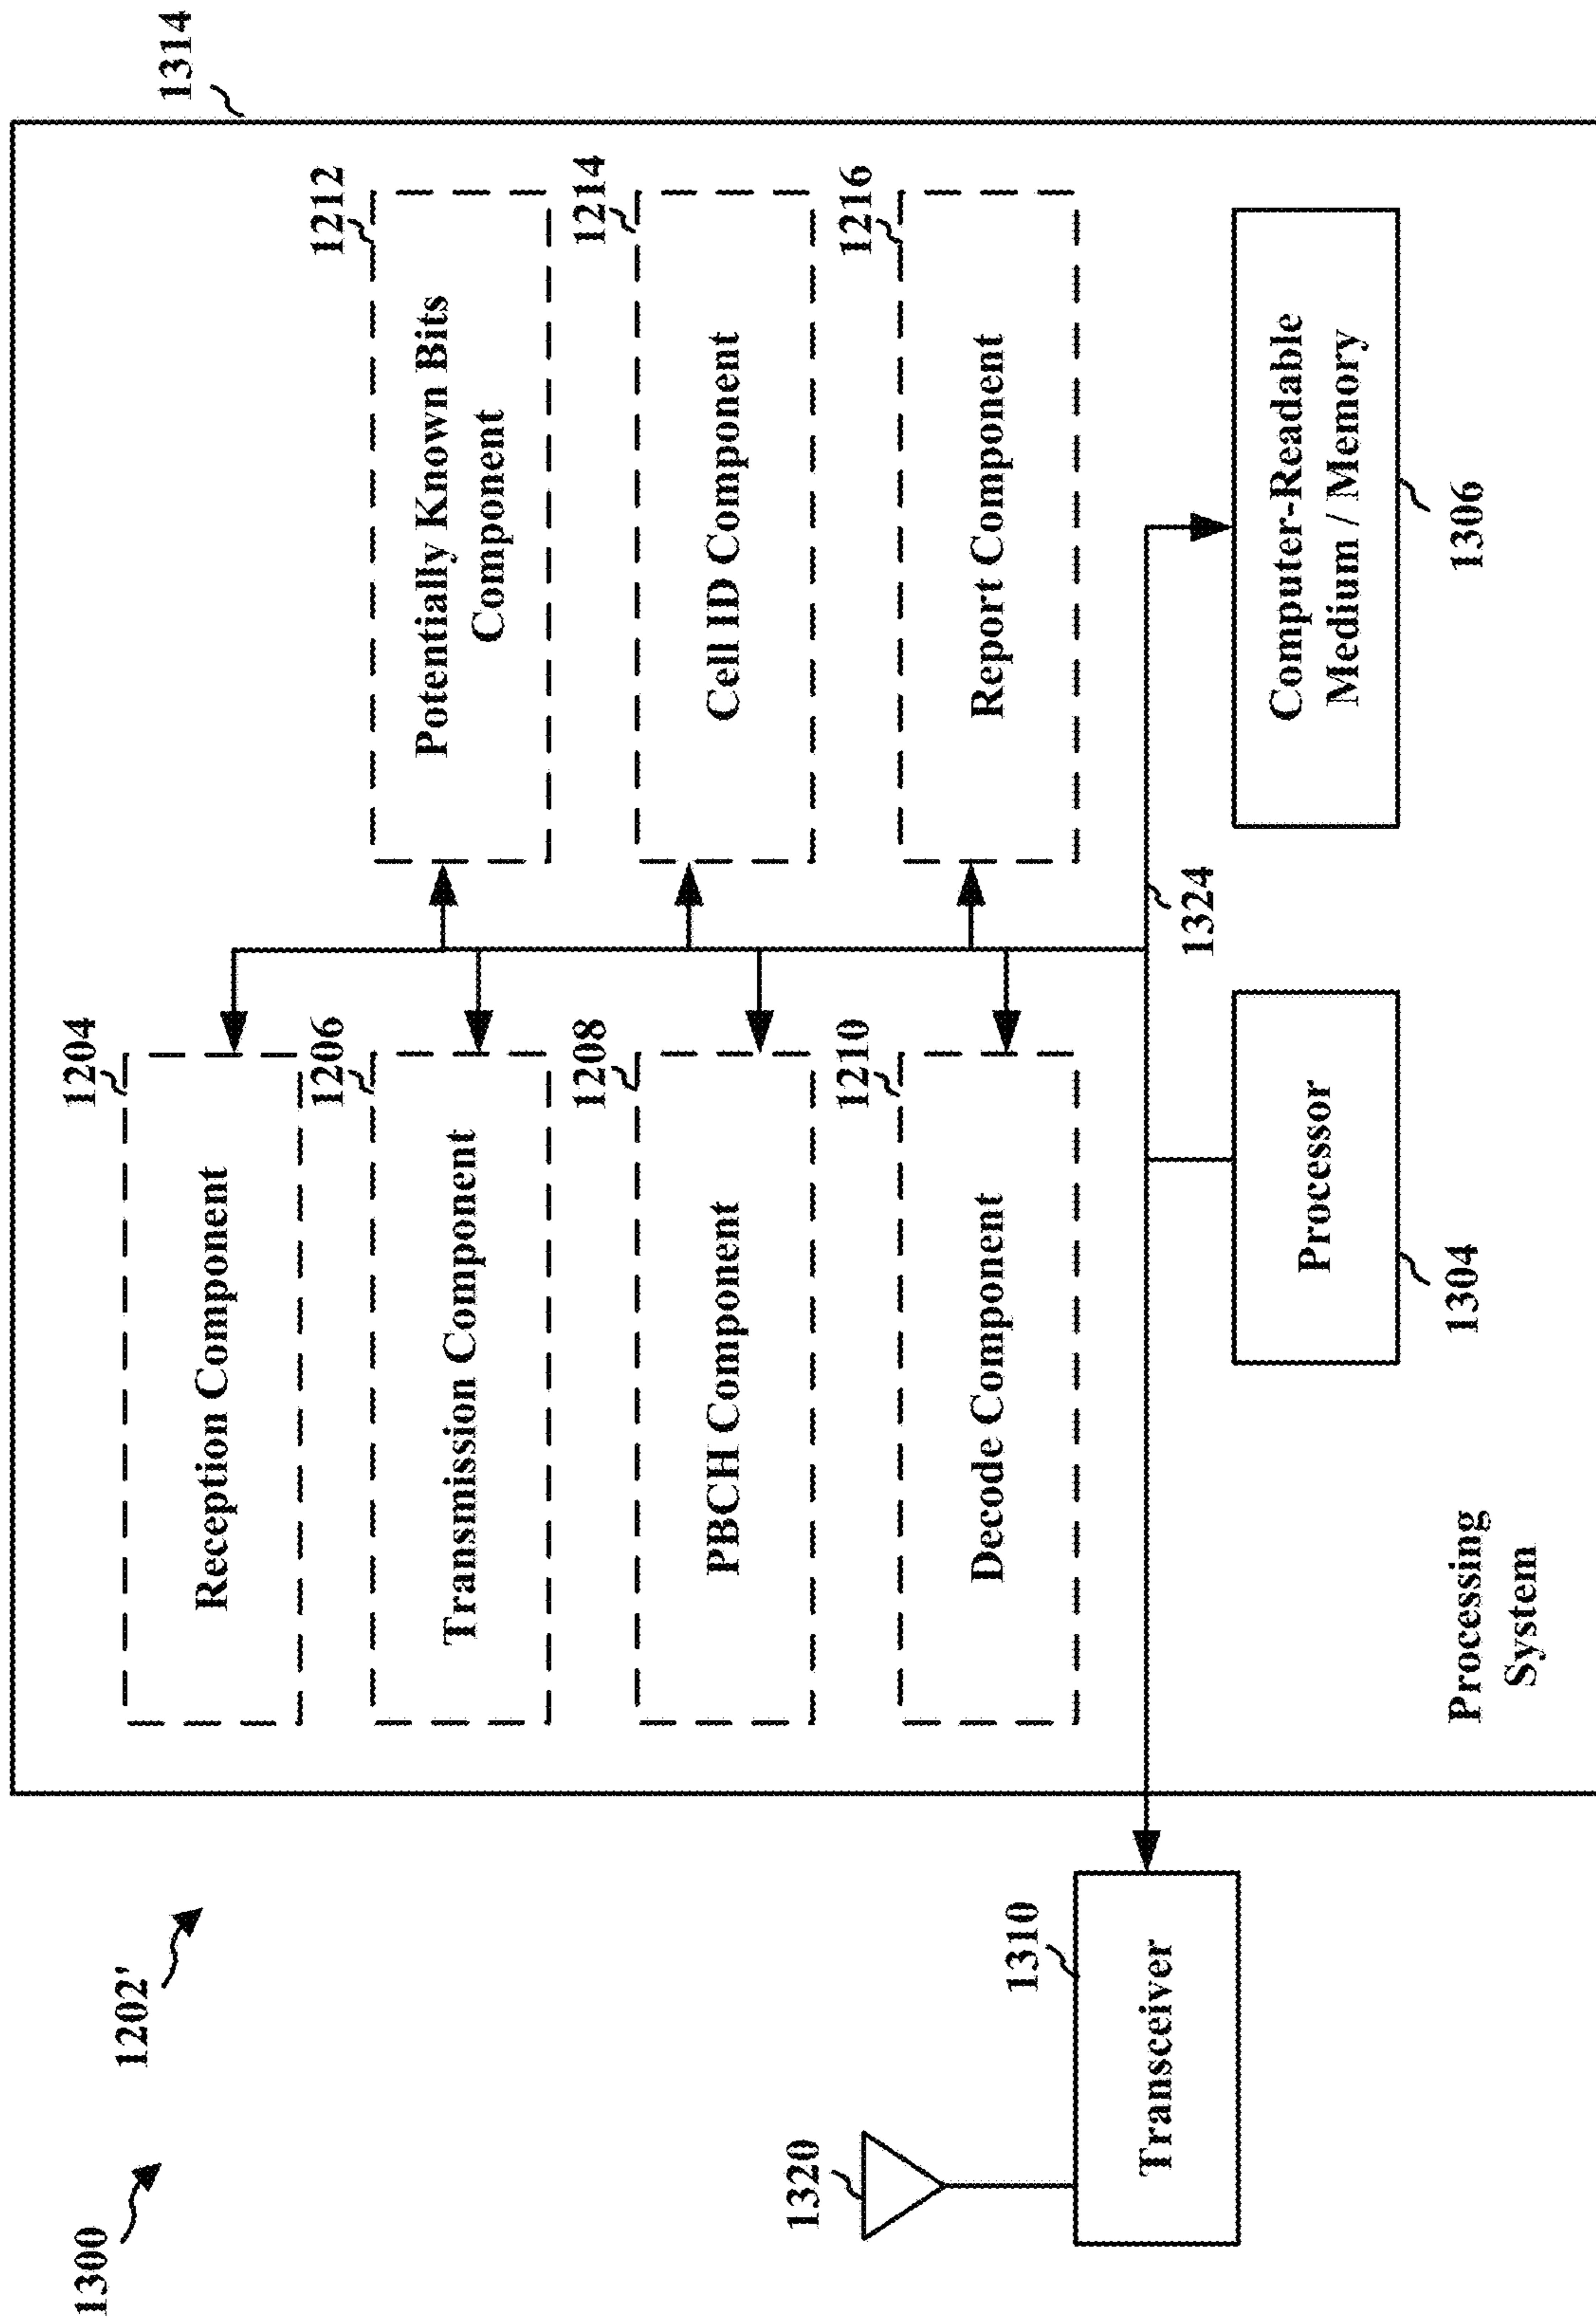 1300
1202'
1314
1204
Reception Component
1206
Transmission Component
1208
PBCH Component
1210
Decode Component
1212
Potentially Known Bits
Component
1214
Cell ID Component
1216
Report Component
1320
1310
Transceiver
1324
Processor
1304
Computer-Readable
Medium / Memory
1306
Processing
System